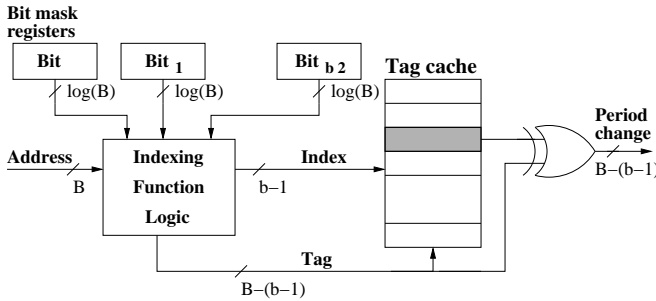 Bit mask
registers
Bit
Bit 1
Bit b 2
Tag cache
log(B)
log(B)
log(B)
Period
change
Address
B
Indexing
Function
Logic
Index
b−1
B−(b−1)
Tag
B−(b−1)